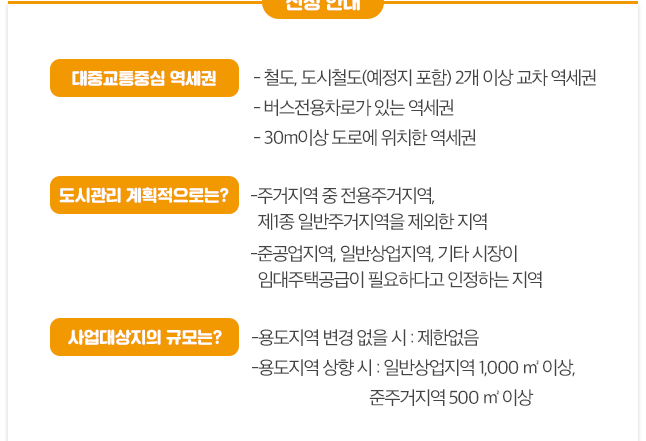 신청 안내
대중교통중심 역세권
- 철도, 도시철도(예정지 포함) 2개 이상 교차 역세권
- 버스전용차로가 있는 역세권
- 30m이상 도로에 위치한 역세권
도시관리 계획적으로는?
-주거지역 중 전용주거지역,
제1종 일반주거지역을 제외한 지역
-준공업지역, 일반상업지역, 기타 시장이
임대주택공급이 필요하다고 인정하는 지역
사업대상지의 규모는?
-용도지역 변경 없을 시 : 제한없음
-용도지역 상향 시 : 일반상업지역 1,000 ㎡ 이상,
준주거지역 500 ㎡ 이상